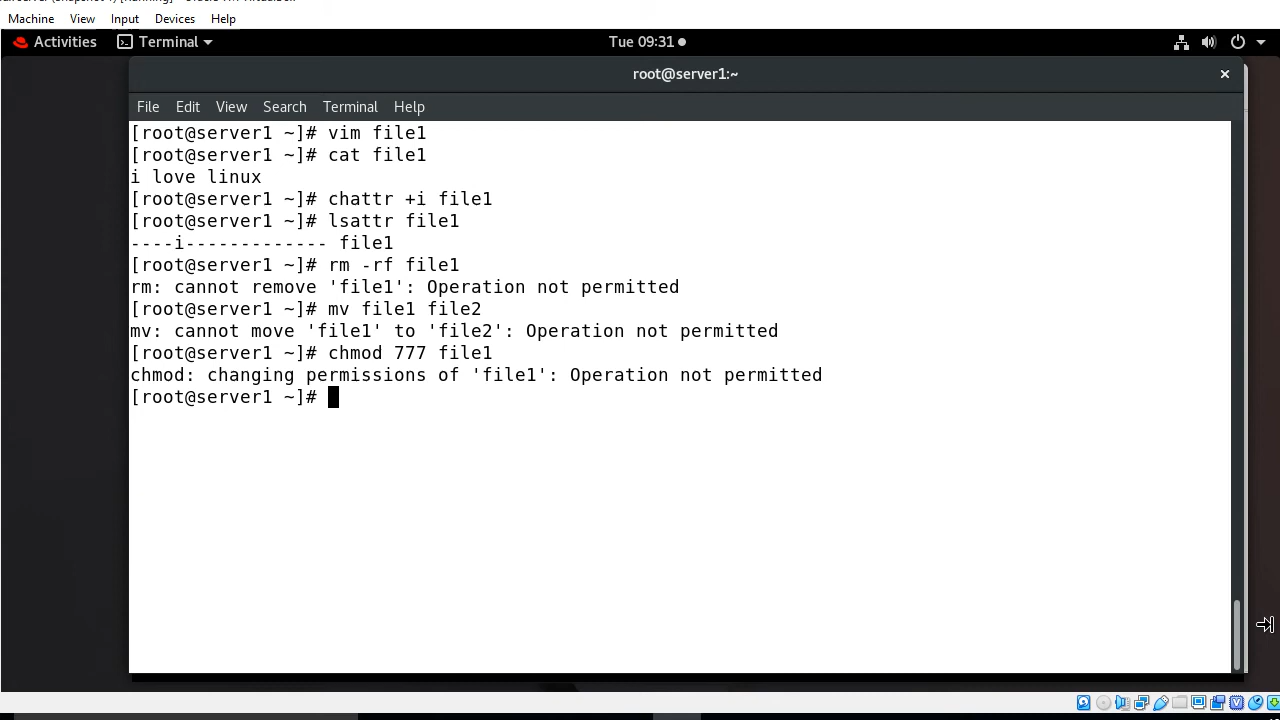 Machine View Input Devices Help
Activities Terminal Tue 09:31
root@server1:~
File Edit View Search Terminal Help
[root@server1 ~]# vim file1
[root@server1 ~]# cat file1
i love linux
[root@server1 ~]# chattr +i file1
[root@server1 ~]# lsattr file1
----i------------- file1
[root@server1 ~]# rm -rf file1
rm: cannot remove 'file1': Operation not permitted
[root@server1 ~]# mv file1 file2
mv: cannot move 'file1' to 'file2': Operation not permitted
[root@server1 ~]# chmod 777 file1
chmod: changing permissions of 'file1': Operation not permitted
[root@server1 ~]#